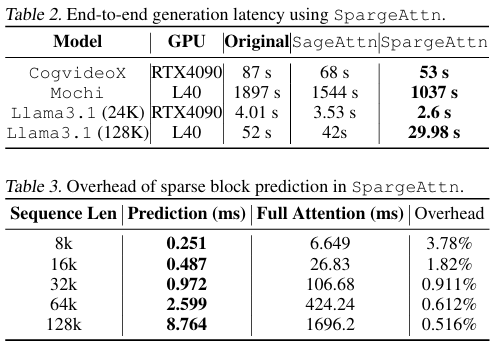 Table 2. End-to-end generation latency using SpargeAttn.
Model GPU Original SageAttn SpargeAttn
CogvideoX RTX4090 87 s 68 s 53 s
Mochi L40 1897 s 1544 s 1037 s
Llama3.1 (24K) RTX4090 4.01 s 3.53 s 2.6 s
Llama3.1 (128K) L40 52 s 42s 29.98 s
Table 3. Overhead of sparse block prediction in SpargeAttn.
Sequence Len Prediction (ms) Full Attention (ms) Overhead
8k 0.251 6.649 3.78%
16k 0.487 26.83 1.82%
32k 0.972 106.68 0.911%
64k 2.599 424.24 0.612%
128k 8.764 1696.2 0.516%